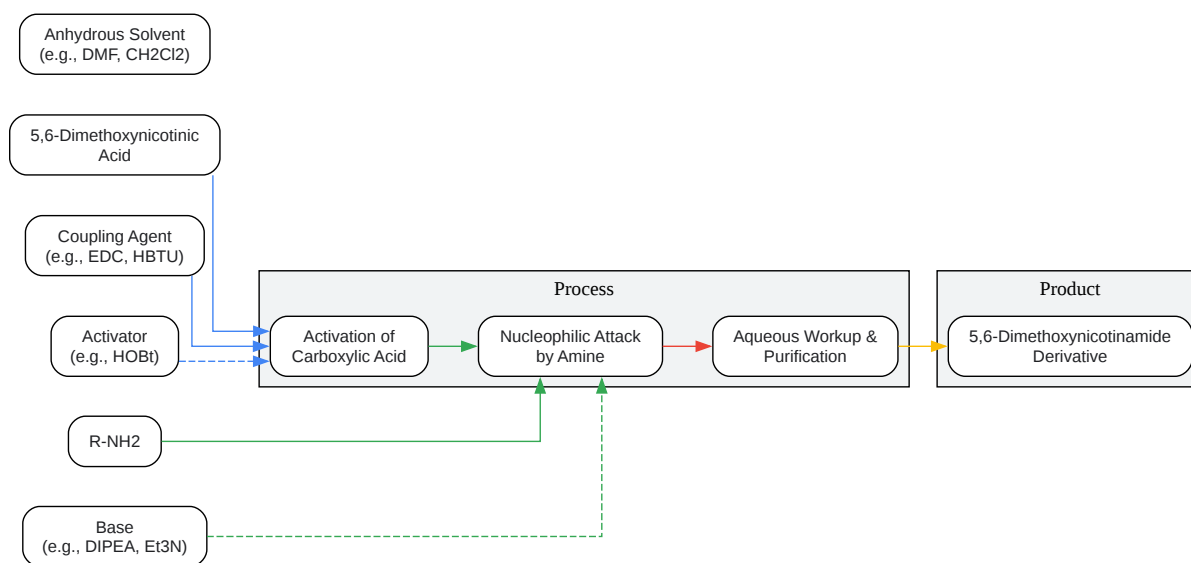 Anhydrous Solvent
(e.g., DMF, CH2Cl2)
5,6-Dimethoxynicotinic
Acid
Coupling Agent
(e.g., EDC, HBTU)
Process
Product
Activator
(e.g., HOBt)
Activation of
Carboxylic Acid
Nucleophilic Attack
by Amine
Aqueous Workup &
Purification
5,6-Dimethoxynicotinamide
Derivative
R-NH2
Base
(e.g., DIPEA, Et3N)